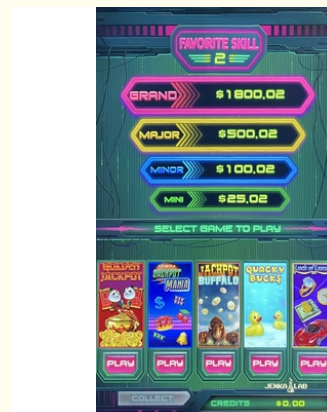 FAVORITE SKILL
2
GRAND $1800.02
MAJOR $500.02
MINOR $100.02
MINI $25.02
SELECT GAME TO PLAY
JACKPOT
JACKPOT
MANIA
JACKPOT
BUFFALO
QUACKY
BUCKS
PLAY PLAY PLAY PLAY PLAY
JENKA LAB
COLLECT CREDITS $0.00